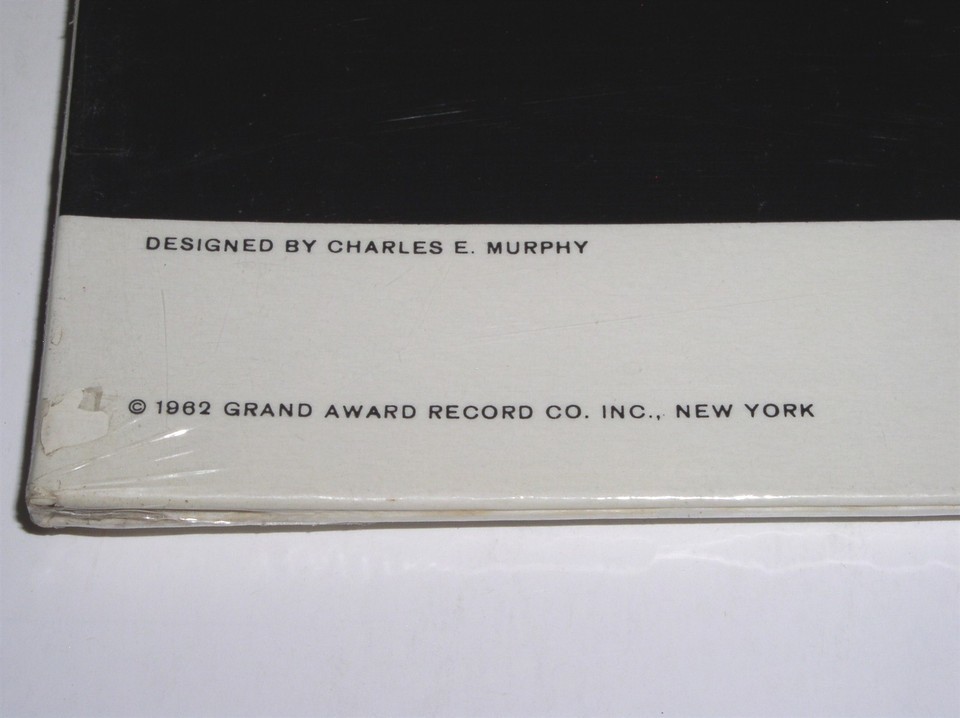 DESIGNED BY CHARLES E. MURPHY
© 1962 GRAND AWARD RECORD CO. INC., NEW YORK